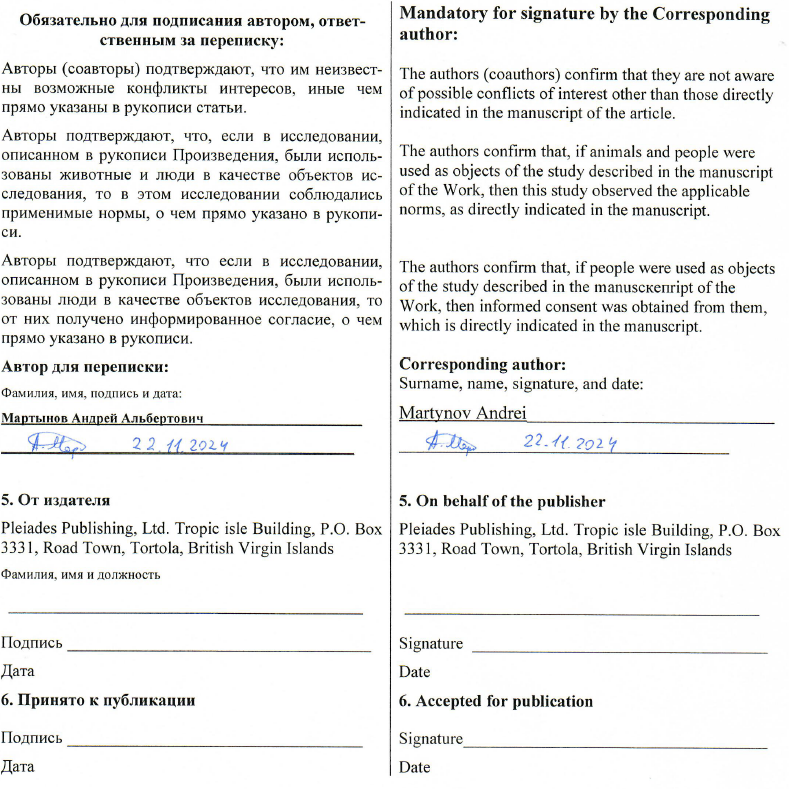 Обязательно для подписания автором, ответ-
ственным за переписку:
Авторы (соавторы) подтверждают, что им неизвест-
ны возможные конфликты интересов, иные чем
прямо указаны в рукописи статьи.
Авторы подтверждают, что, если в исследовании,
описанном в рукописи Произведения, были исполь-
зованы животные и люди в качестве объектов ис-
следования, то в этом исследовании соблюдались
применимые нормы, о чем прямо указано в рукопи-
си.
Авторы подтверждают, что если в исследовании,
описанном в рукописи Произведения, были исполь-
зованы люди в качестве объектов исследования, то
от них получено информированное согласие, о чем
прямо указано в рукописи.
Автор для переписки:
Фамилия, имя, подпись и дата:
Мартынов Андрей Альбертович
22.11.2024
5. От издателя
Pleiades Publishing, Ltd. Tropic isle Building, P.O. Box
3331, Road Town, Tortola, British Virgin Islands
Фамилия, имя и должность
Подпись
Дата
6. Принято к публикации
Подпись
Дата
Mandatory for signature by the Corresponding
author:
The authors (coauthors) confirm that they are not aware
of possible conflicts of interest other than those directly
indicated in the manuscript of the article.
The authors confirm that, if animals and people were
used as objects of the study described in the manuscript
of the Work, then this study observed the applicable
norms, as directly indicated in the manuscript.
The authors confirm that, if people were used as objects
of the study described in the manusскепript of the
Work, then informed consent was obtained from them,
which is directly indicated in the manuscript.
Corresponding author:
Surname, name, signature, and date:
Martynov Andrei
22.11.2024
5. On behalf of the publisher
Pleiades Publishing, Ltd. Tropic isle Building, P.O. Box
3331, Road Town, Tortola, British Virgin Islands
Signature
Date
6. Accepted for publication
Signature
Date